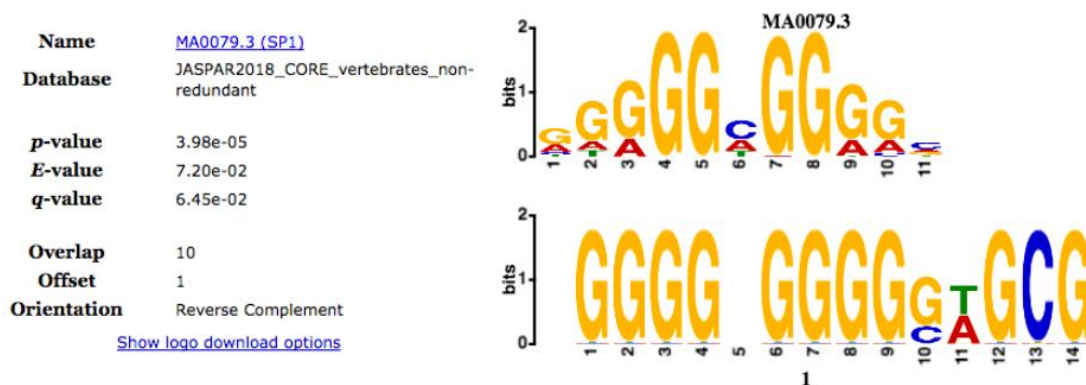 Name MA0079.3 (SP1)
Database JASPAR2018_CORE_vertebrates_non-
redundant
p-value 3.98e-05
E-value 7.20e-02
q-value 6.45e-02
Overlap 10
Offset 1
Orientation Reverse Complement
Show logo download options
MA0079.3
2
bits
1
0
G G G G G C G G G G C
A A A A A A
T T
1 2 3 4 5 6 7 8 9 10 11
2
bits
1
0
G G G G G G G G G T G C G
C A
1 2 3 4 5 6 7 8 9 10 11 12 13 14
1